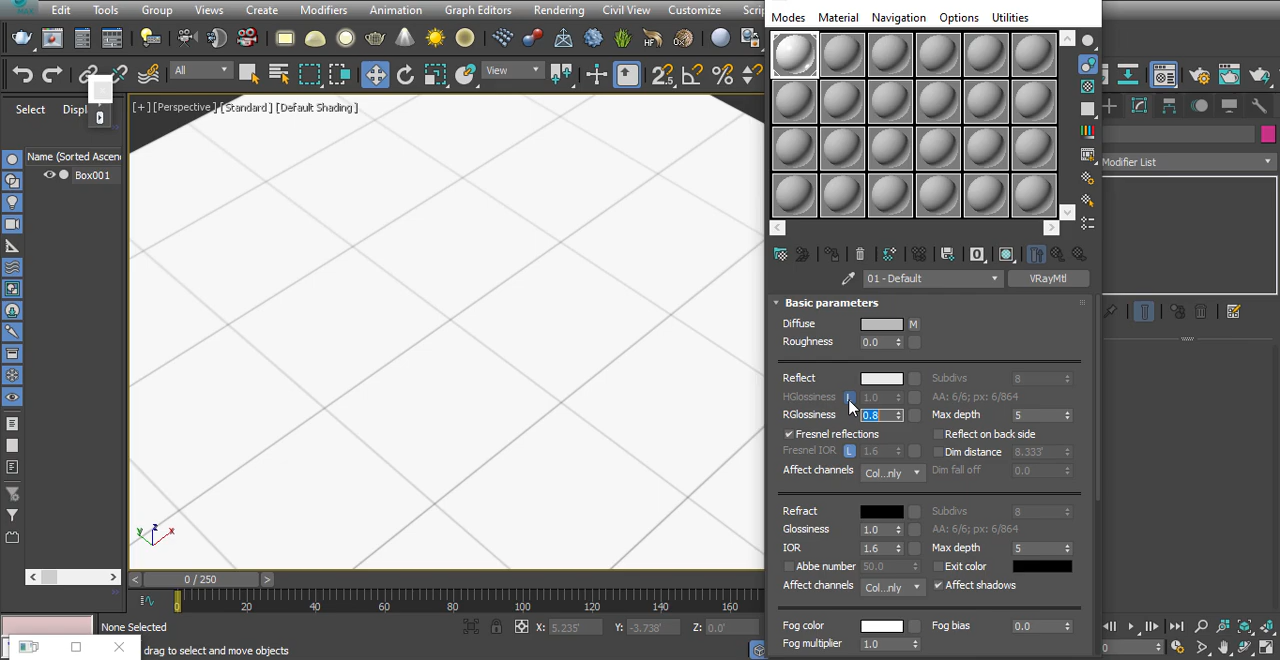 Edit Tools Group Views Create Modifiers Animation Graph Editors Rendering Civil View Customize Scri
Modes Material Navigation Options Utilities
All View
Select Displ
[+] [Perspective] [Standard] [Default Shading]
Name (Sorted Ascen
Box001
Modifier List
01 - Default VRayMtl
Basic parameters
Diffuse M
Roughness 0.0
Reflect Subdivs 8
HGlossiness L 1.0 AA: 6/6; px: 6/864
RGlossiness 0.8 Max depth 5
Fresnel reflections Reflect on back side
Fresnel IOR L 1.6 Dim distance 8.333'
Affect channels Col...nly Dim fall off 0.0
Refract Subdivs 8
Glossiness 1.0 AA: 6/6; px: 6/864
IOR 1.6 Max depth 5
Abbe number 50.0 Exit color
Affect channels Col...nly Affect shadows
Fog color Fog bias 0.0
Fog multiplier 1.0
z
y x
0 / 250
0 20 40 60 80 100 120 140 160
None Selected X: 5.235' Y: -3.738' Z: 0.0'
drag to select and move objects
0